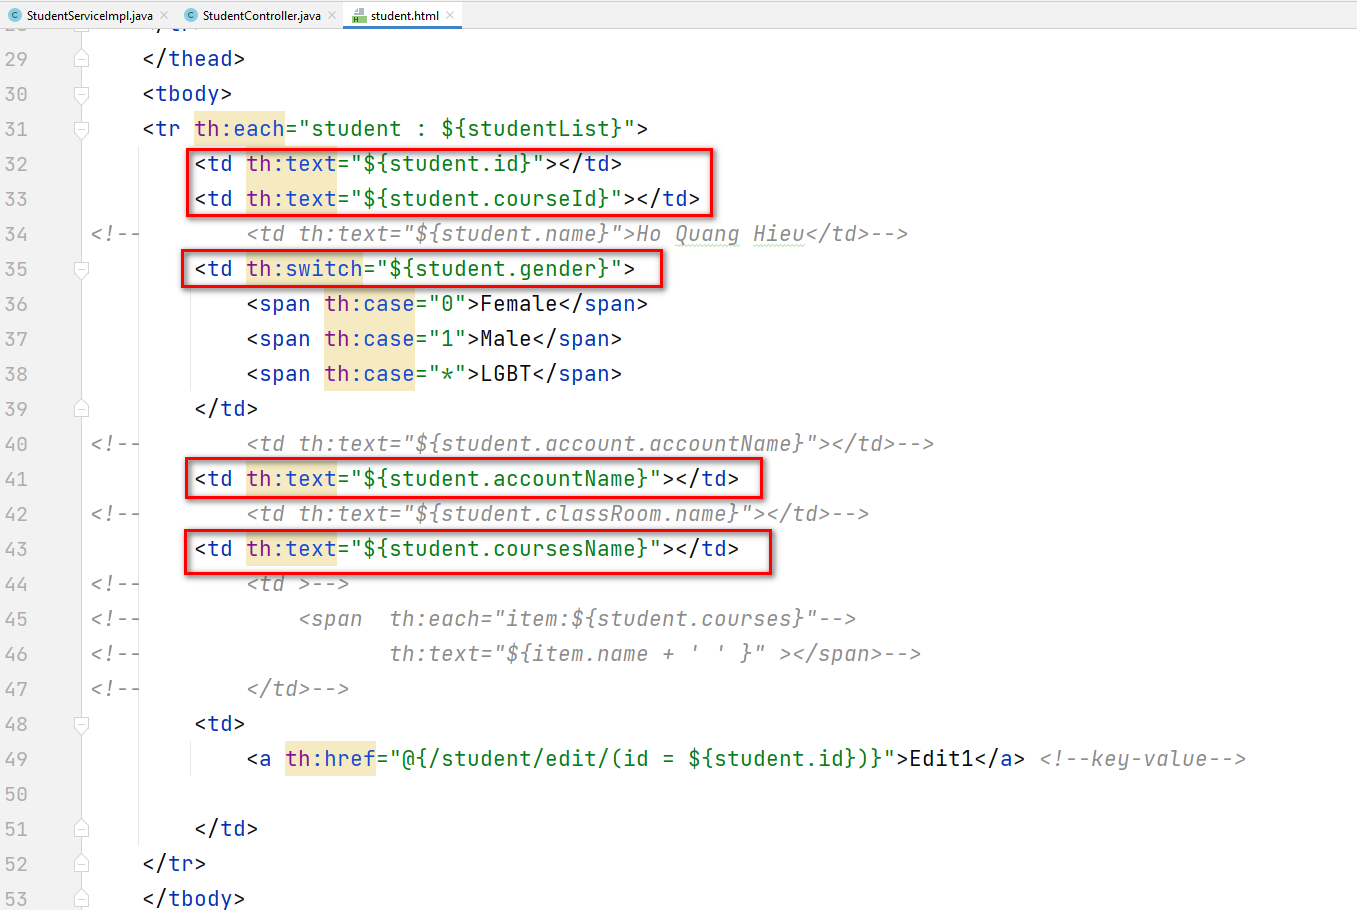 StudentServiceImpl.java × StudentController.java × student.html ×
29 </thead>
30 <tbody>
31 <tr th:each="student : ${studentList}">
32 <td th:text="${student.id}"></td>
33 <td th:text="${student.courseId}"></td>
34 <!-- <td th:text="${student.name}">Ho Quang Hieu</td>-->
35 <td th:switch="${student.gender}">
36 <span th:case="0">Female</span>
37 <span th:case="1">Male</span>
38 <span th:case="*">LGBT</span>
39 </td>
40 <!-- <td th:text="${student.account.accountName}"></td>-->
41 <td th:text="${student.accountName}"></td>
42 <!-- <td th:text="${student.classRoom.name}"></td>-->
43 <td th:text="${student.coursesName}"></td>
44 <!-- <td >-->
45 <!-- <span th:each="item:${student.courses}"-->
46 <!-- th:text="${item.name + ' ' }" ></span>-->
47 <!-- </td>-->
48 <td>
49 <a th:href="@{/student/edit/(id = ${student.id})}">Edit1</a> <!--key-value-->
50
51 </td>
52 </tr>
53 </tbody>